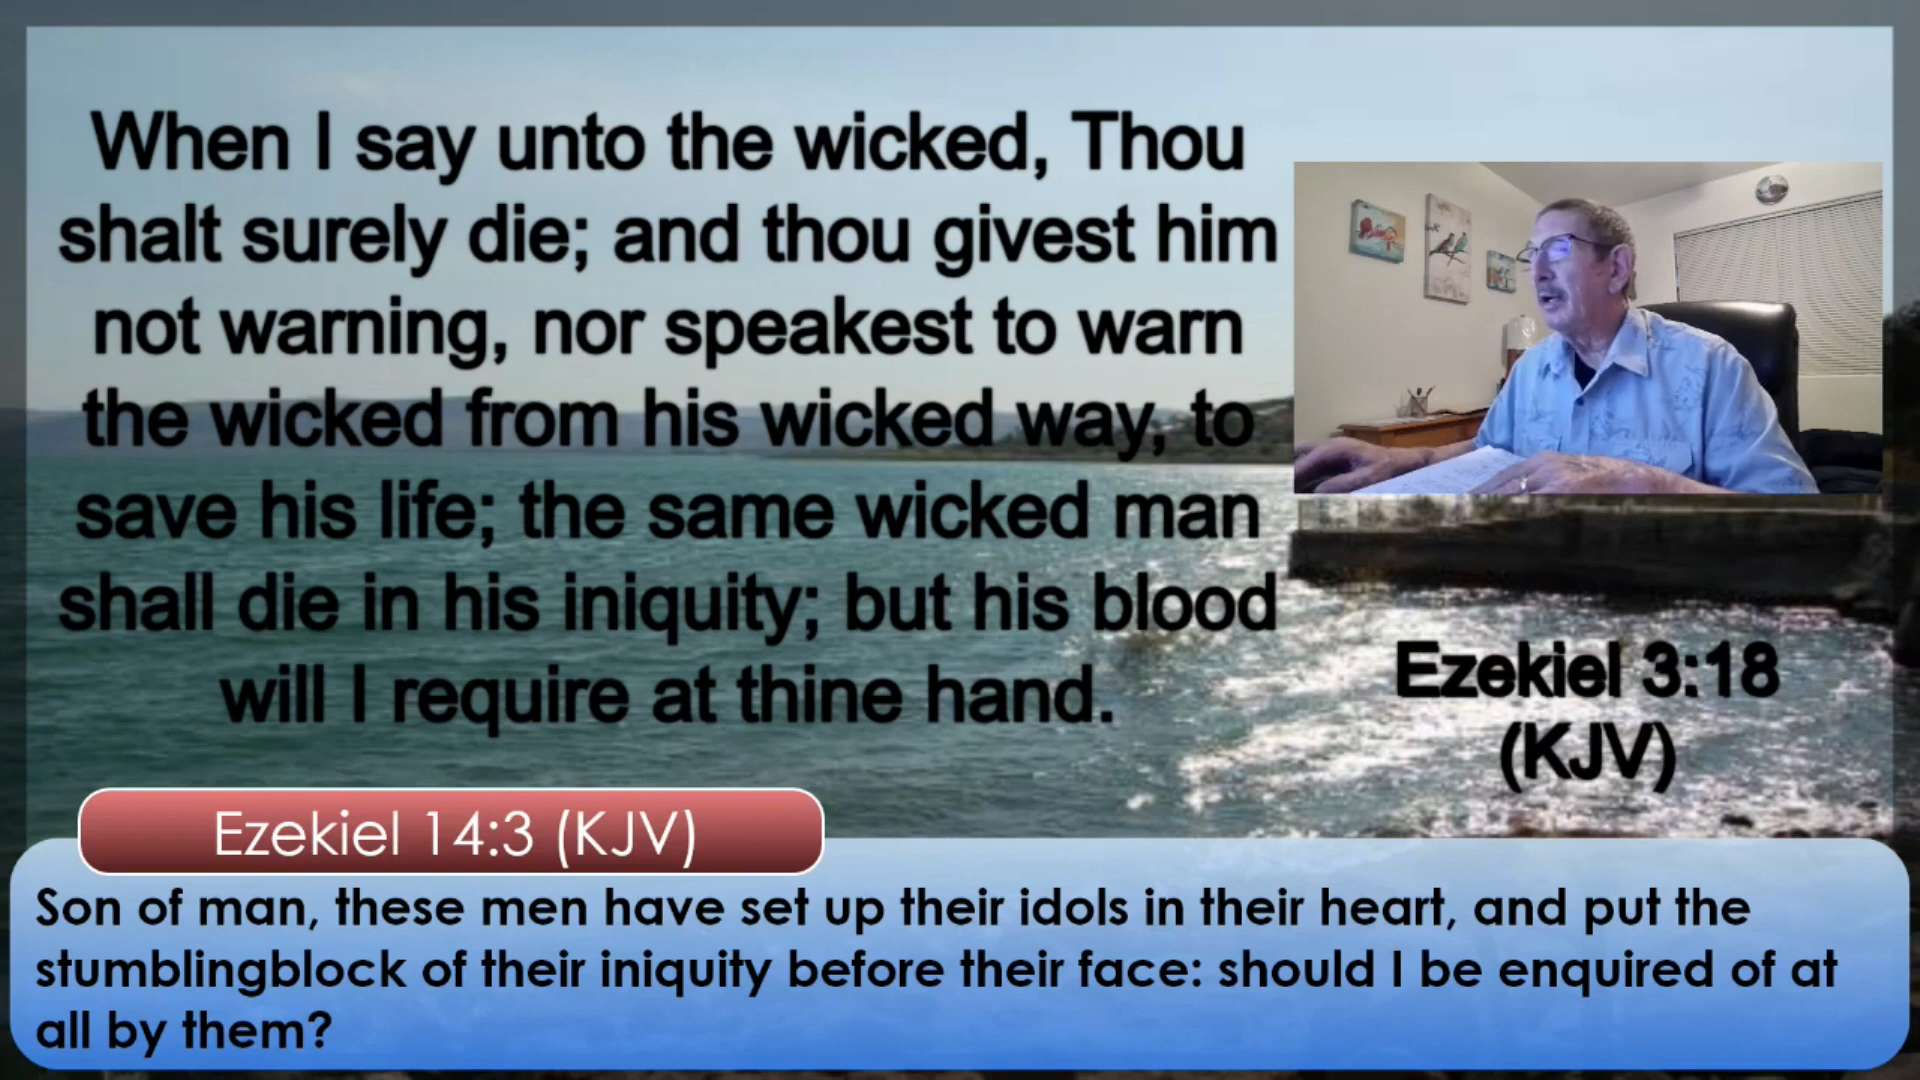 When I say unto the wicked, Thou
shalt surely die; and thou givest him
not warning, nor speakest to warn
the wicked from his wicked way, to
save his life; the same wicked man
shall die in his iniquity; but his blood
will I require at thine hand.
Ezekiel 3:18
(KJV)
Ezekiel 14:3 (KJV)
Son of man, these men have set up their idols in their heart, and put the
stumblingblock of their iniquity before their face: should I be enquired of at
all by them?